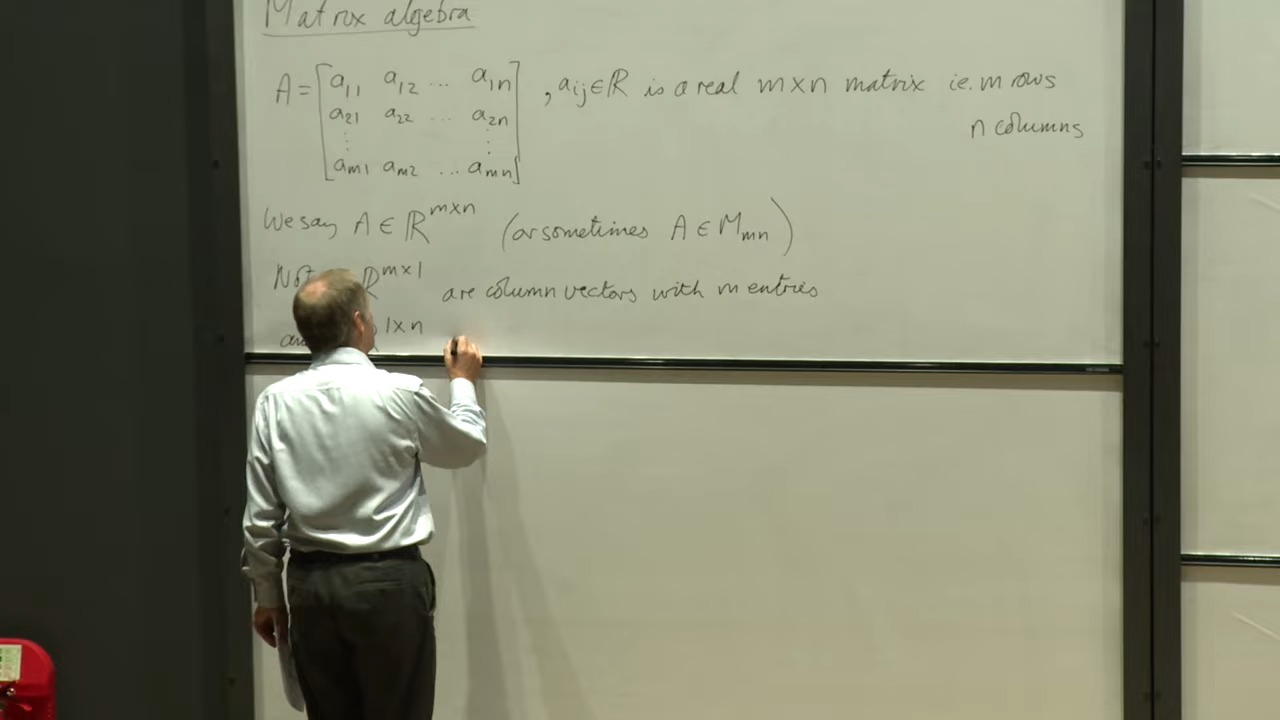 Matrix algebra
A = [ a11 a12 ... a1n ] , aij ∈ ℝ is a real m×n matrix i.e. m rows
a21 a22 ... a2n
n columns
⋮ ⋮
am1 am2 ... amn
We say A ∈ ℝ^m×n (or sometimes A ∈ Mmn)
ℝ^m×1 are column vectors with m entries
1×n